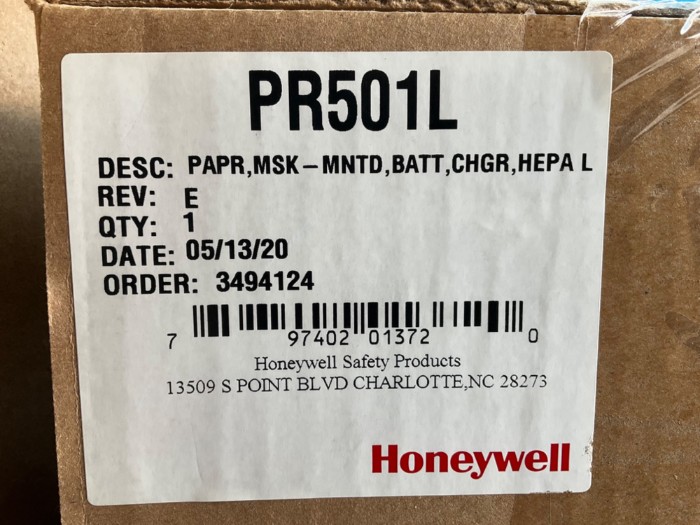 PR501L
DESC: PAPR,MSK-MNTD,BATT,CHGR,HEPA L
REV: E
QTY: 1
DATE: 05/13/20
ORDER: 3494124
7 97402 01372 0
Honeywell Safety Products
13509 S POINT BLVD CHARLOTTE,NC 28273
Honeywell